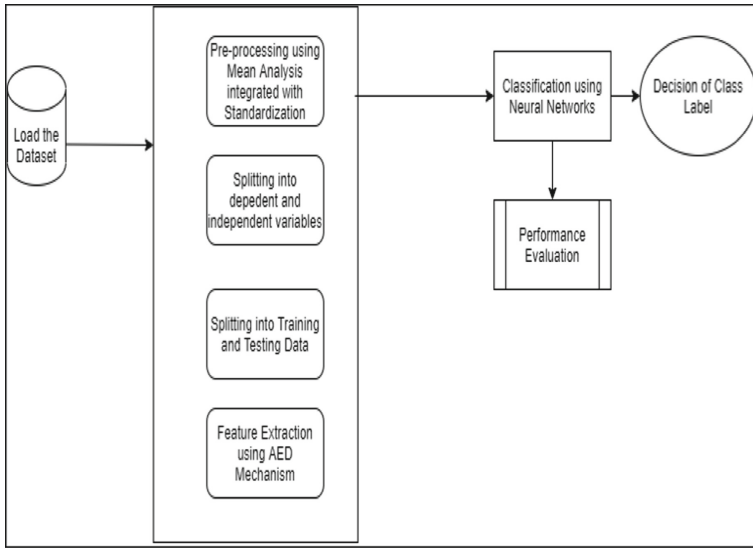 Load the
Dataset
Pre-processing using
Mean Analysis
integrated with
Standardization
Splitting into
depedent and
independent variables
Splitting into Training
and Testing Data
Feature Extraction
using AED
Mechanism
Classification using
Neural Networks
Decision of Class
Label
Performance
Evaluation